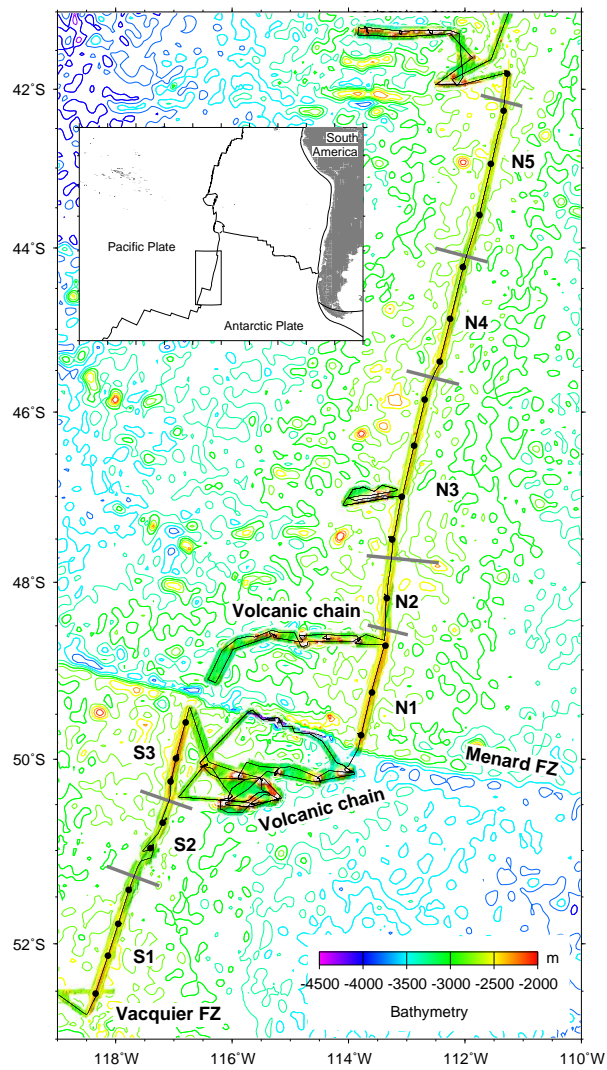 42°S
44°S
46°S
48°S
50°S
52°S
South
America
Pacific Plate
Antarctic Plate
N5
N4
N3
N2
Volcanic chain
N1
S3
Menard FZ
Volcanic chain
S2
S1
Vacquier FZ
m
-4500 -4000 -3500 -3000 -2500 -2000
Bathymetry
118°W 116°W 114°W 112°W 110°W